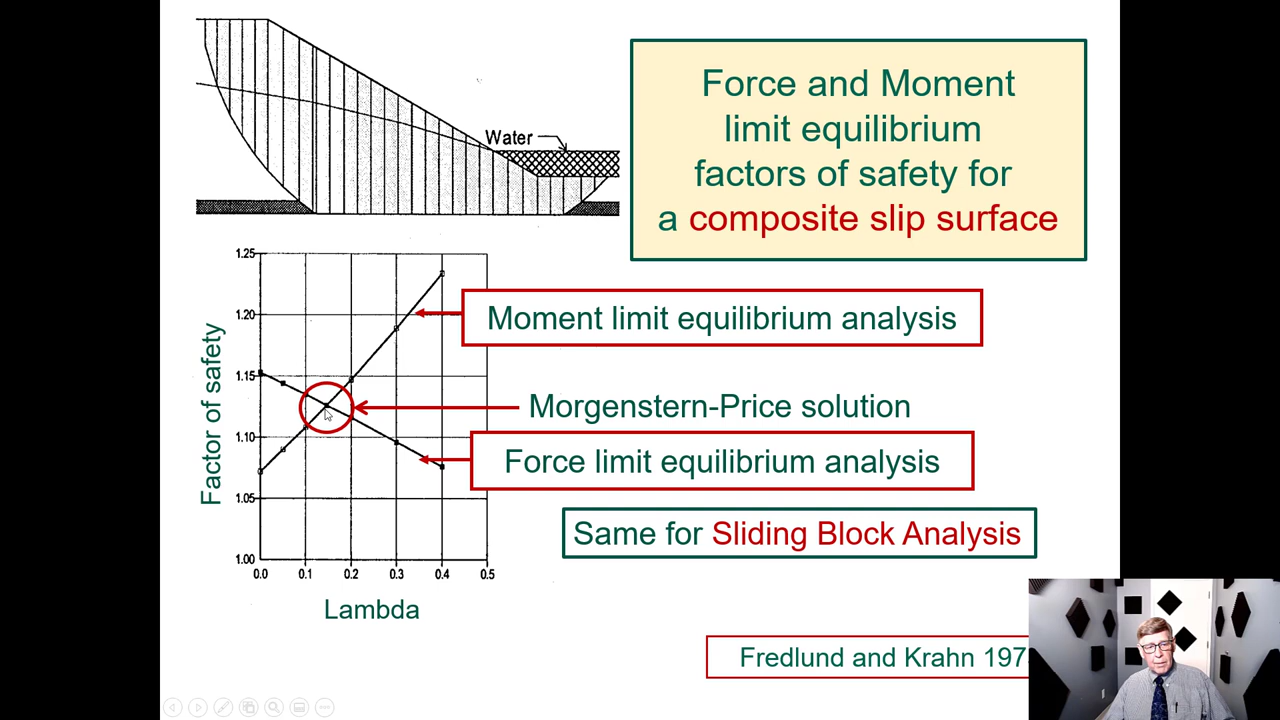 Water
Force and Moment
limit equilibrium
factors of safety for
a composite slip surface
1.25
1.20
1.15
1.10
1.05
1.00
Factor of safety
0.0 0.1 0.2 0.3 0.4 0.5
Lambda
Moment limit equilibrium analysis
Morgenstern-Price solution
Force limit equilibrium analysis
Same for Sliding Block Analysis
Fredlund and Krahn